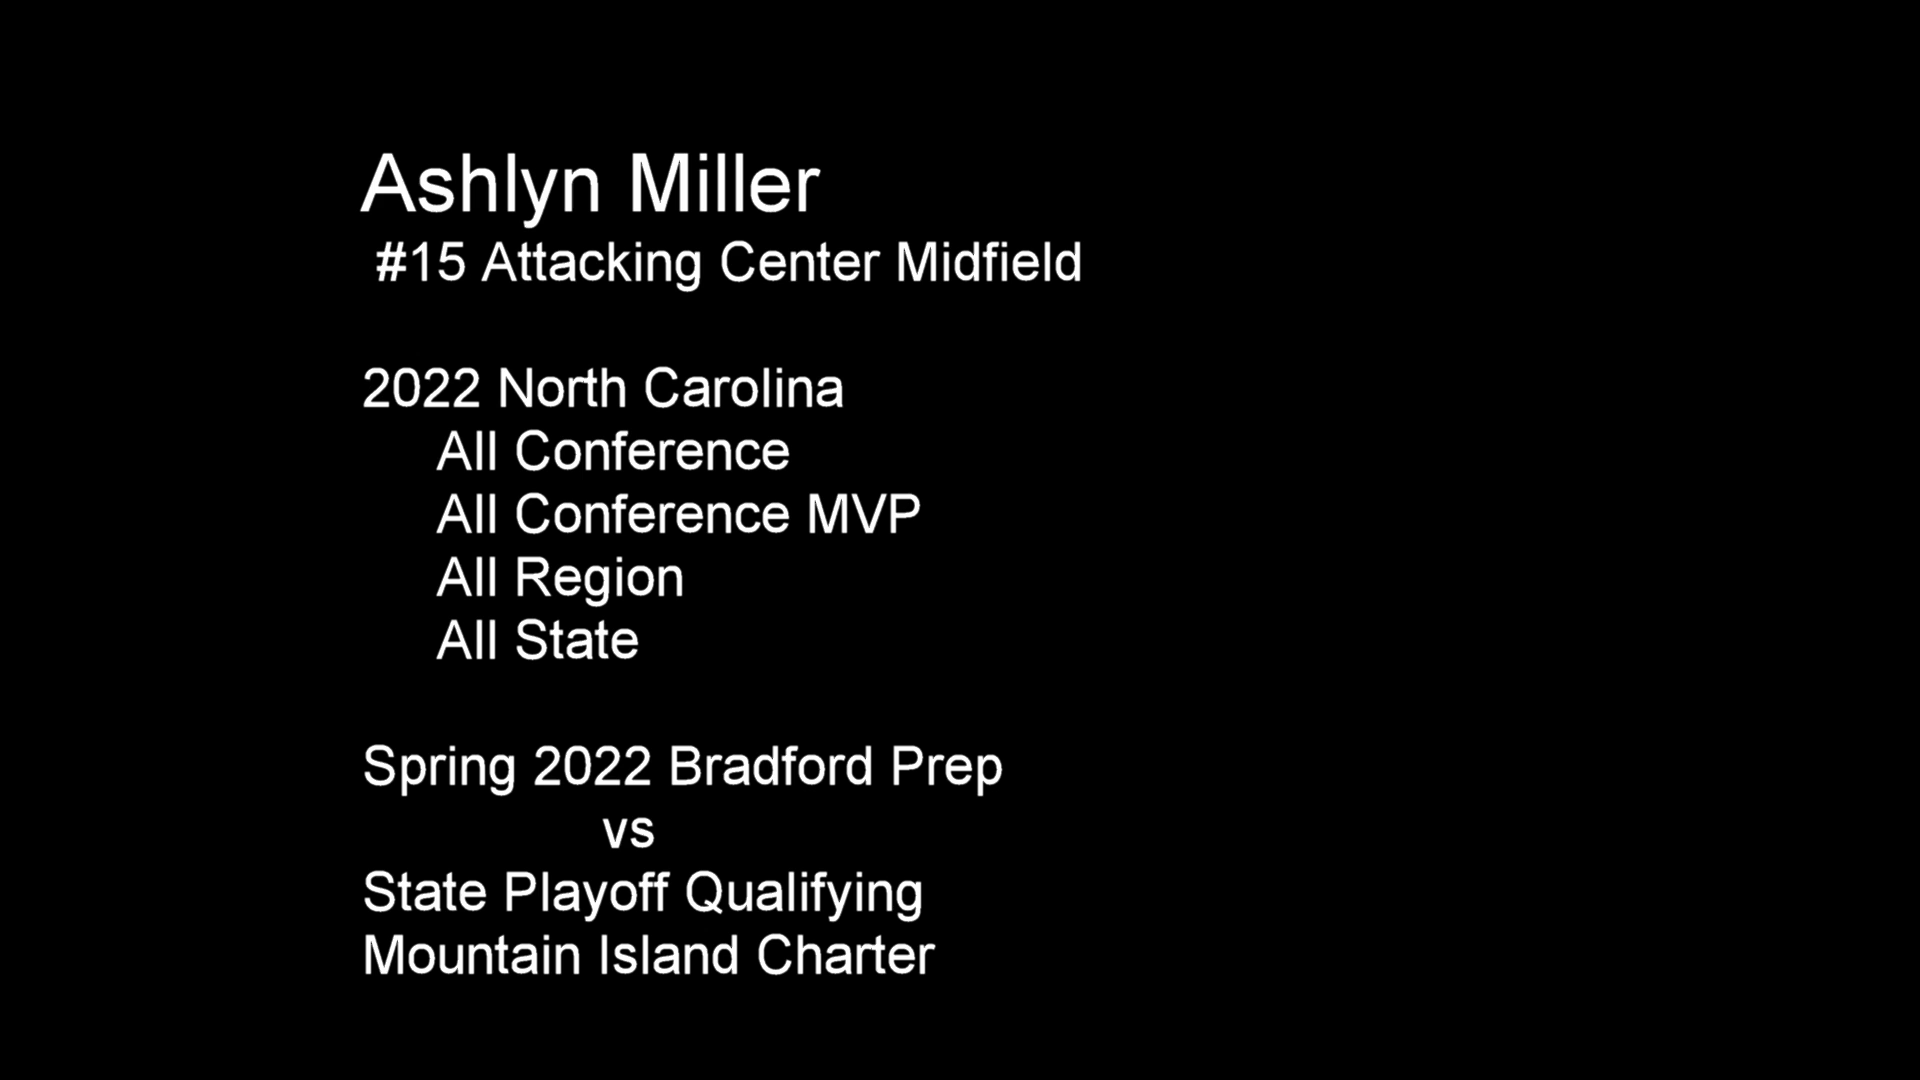 Ashlyn Miller
#15 Attacking Center Midfield
2022 North Carolina
All Conference
All Conference MVP
All Region
All State
Spring 2022 Bradford Prep
vs
State Playoff Qualifying
Mountain Island Charter